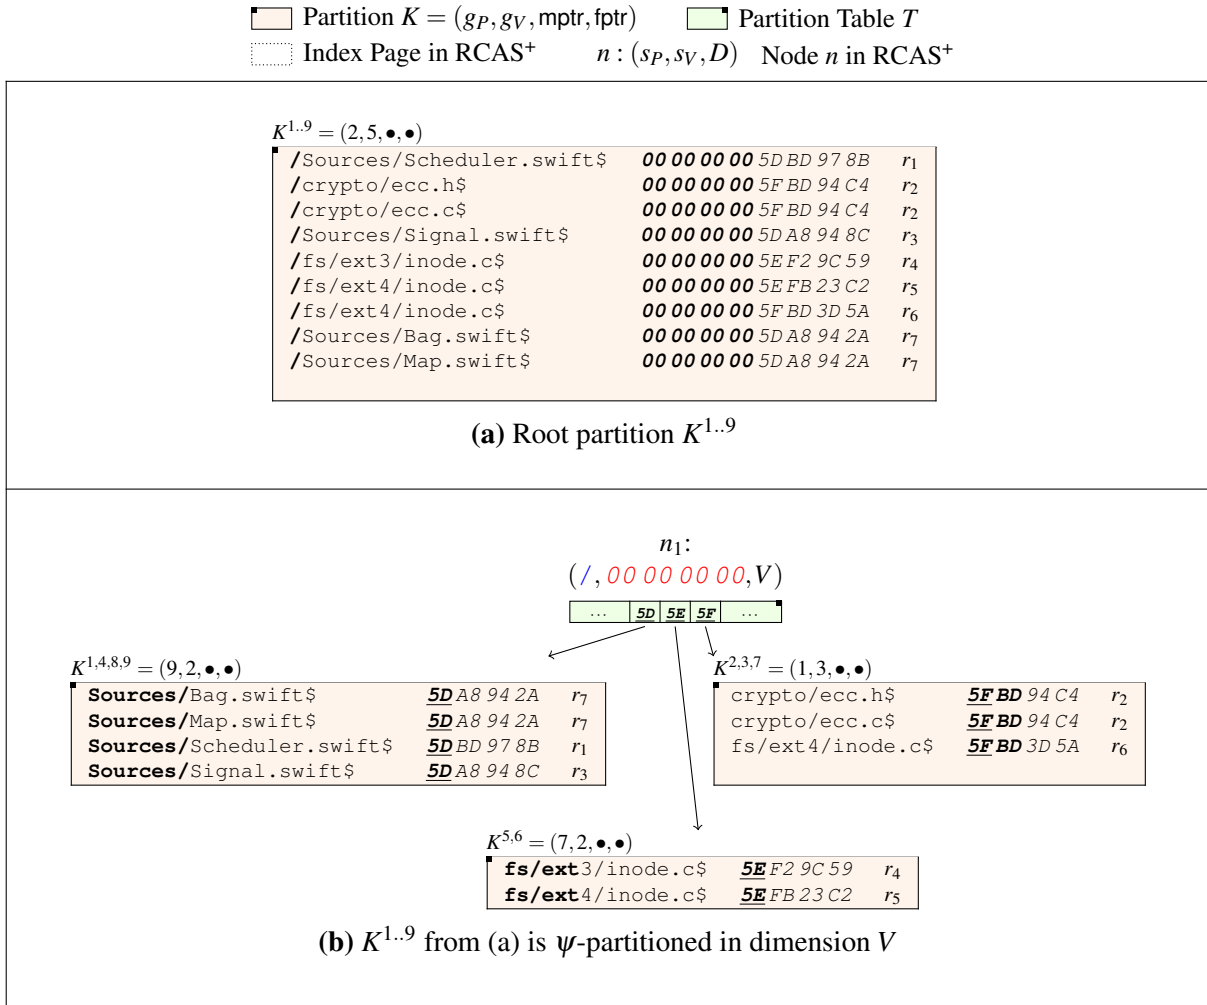 Partition K = (g_P, g_V, mptr, fptr) Partition Table T
Index Page in RCAS⁺ n : (s_P, s_V, D) Node n in RCAS⁺
K^{1..9} = (2,5,•,•)
/Sources/Scheduler.swift$ 00 00 00 00 5D BD 97 8B r₁
/crypto/ecc.h$ 00 00 00 00 5F BD 94 C4 r₂
/crypto/ecc.c$ 00 00 00 00 5F BD 94 C4 r₂
/Sources/Signal.swift$ 00 00 00 00 5D A8 94 8C r₃
/fs/ext3/inode.c$ 00 00 00 00 5E F2 9C 59 r₄
/fs/ext4/inode.c$ 00 00 00 00 5E FB 23 C2 r₅
/fs/ext4/inode.c$ 00 00 00 00 5F BD 3D 5A r₆
/Sources/Bag.swift$ 00 00 00 00 5D A8 94 2A r₇
/Sources/Map.swift$ 00 00 00 00 5D A8 94 2A r₇
(a) Root partition K^{1..9}
n₁:
(/, 00 00 00 00, V)
... 5D 5E 5F ...
K^{1,4,8,9} = (9,2,•,•)
Sources/Bag.swift$ 5D A8 94 2A r₇
Sources/Map.swift$ 5D A8 94 2A r₇
Sources/Scheduler.swift$ 5D BD 97 8B r₁
Sources/Signal.swift$ 5D A8 94 8C r₃
K^{2,3,7} = (1,3,•,•)
crypto/ecc.h$ 5F BD 94 C4 r₂
crypto/ecc.c$ 5F BD 94 C4 r₂
fs/ext4/inode.c$ 5F BD 3D 5A r₆
K^{5,6} = (7,2,•,•)
fs/ext3/inode.c$ 5E F2 9C 59 r₄
fs/ext4/inode.c$ 5E FB 23 C2 r₅
(b) K^{1..9} from (a) is ψ-partitioned in dimension V